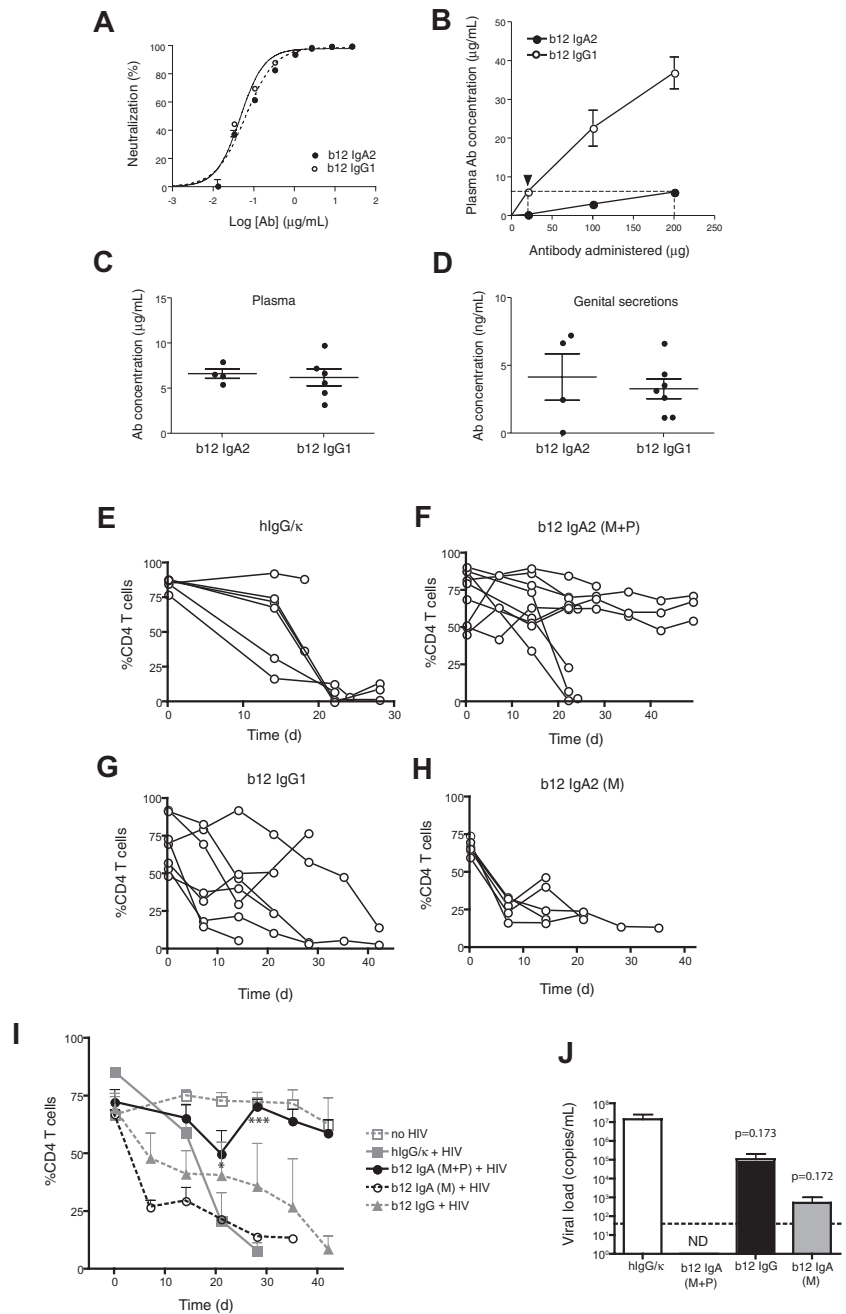 A
Neutralization (%)
100
80
60
40
20
0
-3 -2 -1 0 1 2
Log [Ab] (μg/mL)
b12 IgA2
b12 IgG1
B
Plasma Ab concentration (μg/mL)
50
40
30
20
10
0
0 50 100 150 200 250
Antibody administered (μg)
b12 IgA2
b12 IgG1
C
Plasma
Ab concentration (μg/mL)
15
10
5
0
b12 IgA2 b12 IgG1
D
Genital secretions
Ab concentration (ng/mL)
10
5
0
b12 IgA2 b12 IgG1
E
hIgG/κ
%CD4 T cells
100
75
50
25
0
0 10 20 30
Time (d)
F
b12 IgA2 (M+P)
%CD4 T cells
100
75
50
25
0
0 10 20 30 40
Time (d)
G
b12 IgG1
%CD4 T cells
100
75
50
25
0
0 10 20 30 40
Time (d)
H
b12 IgA2 (M)
%CD4 T cells
100
75
50
25
0
0 10 20 30 40
Time (d)
I
%CD4 T cells
100
75
50
25
0
0 10 20 30 40
Time (d)
*
***
no HIV
hIgG/κ + HIV
b12 IgA (M+P) + HIV
b12 IgA (M) + HIV
b12 IgG + HIV
J
Viral load (copies/mL)
10⁸
10⁷
10⁶
10⁵
10⁴
10³
10²
10¹
10⁰
p=0.173
p=0.172
ND
hIgG/κ b12 IgA (M+P) b12 IgG b12 IgA (M)